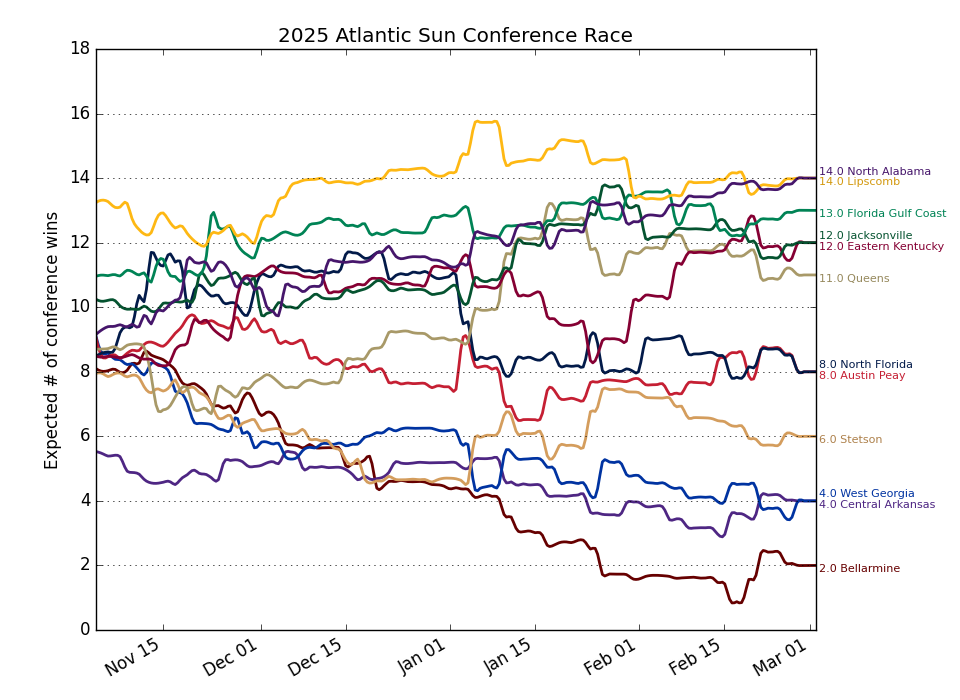 2025 Atlantic Sun Conference Race
Expected # of conference wins
18
16
14
12
10
8
6
4
2
0
Nov 15
Dec 01
Dec 15
Jan 01
Jan 15
Feb 01
Feb 15
Mar 01
14.0 North Alabama
14.0 Lipscomb
13.0 Florida Gulf Coast
12.0 Jacksonville
12.0 Eastern Kentucky
11.0 Queens
8.0 North Florida
8.0 Austin Peay
6.0 Stetson
4.0 West Georgia
4.0 Central Arkansas
2.0 Bellarmine